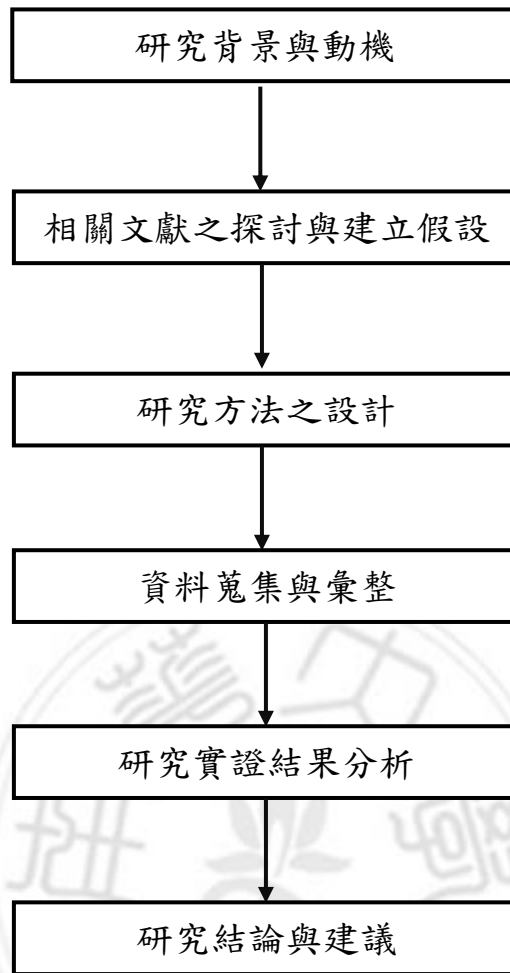 研究背景與動機
相關文獻之探討與建立假設
研究方法之設計
資料蒐集與彙整
研究實證結果分析
研究結論與建議